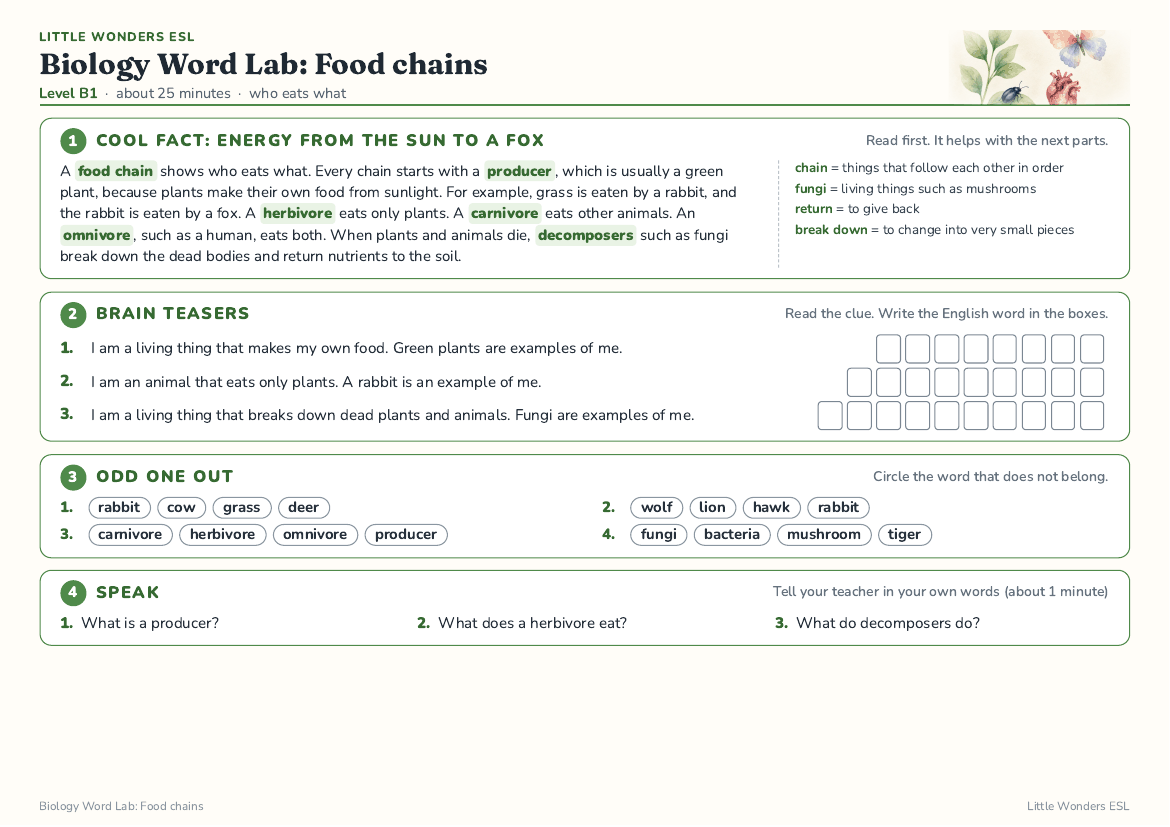 LITTLE WONDERS ESL
Biology Word Lab: Food chains
Level B1 · about 25 minutes · who eats what
1 COOL FACT: ENERGY FROM THE SUN TO A FOX
Read first. It helps with the next parts.
A food chain shows who eats what. Every chain starts with a producer, which is usually a green
plant, because plants make their own food from sunlight. For example, grass is eaten by a rabbit, and
the rabbit is eaten by a fox. A herbivore eats only plants. A carnivore eats other animals. An
omnivore, such as a human, eats both. When plants and animals die, decomposers such as fungi
break down the dead bodies and return nutrients to the soil.
chain = things that follow each other in order
fungi = living things such as mushrooms
return = to give back
break down = to change into very small pieces
2 BRAIN TEASERS
Read the clue. Write the English word in the boxes.
1. I am a living thing that makes my own food. Green plants are examples of me.
2. I am an animal that eats only plants. A rabbit is an example of me.
3. I am a living thing that breaks down dead plants and animals. Fungi are examples of me.
3 ODD ONE OUT
Circle the word that does not belong.
1. rabbit cow grass deer
2. wolf lion hawk rabbit
3. carnivore herbivore omnivore producer
4. fungi bacteria mushroom tiger
4 SPEAK
Tell your teacher in your own words (about 1 minute)
1. What is a producer?
2. What does a herbivore eat?
3. What do decomposers do?
Biology Word Lab: Food chains
Little Wonders ESL